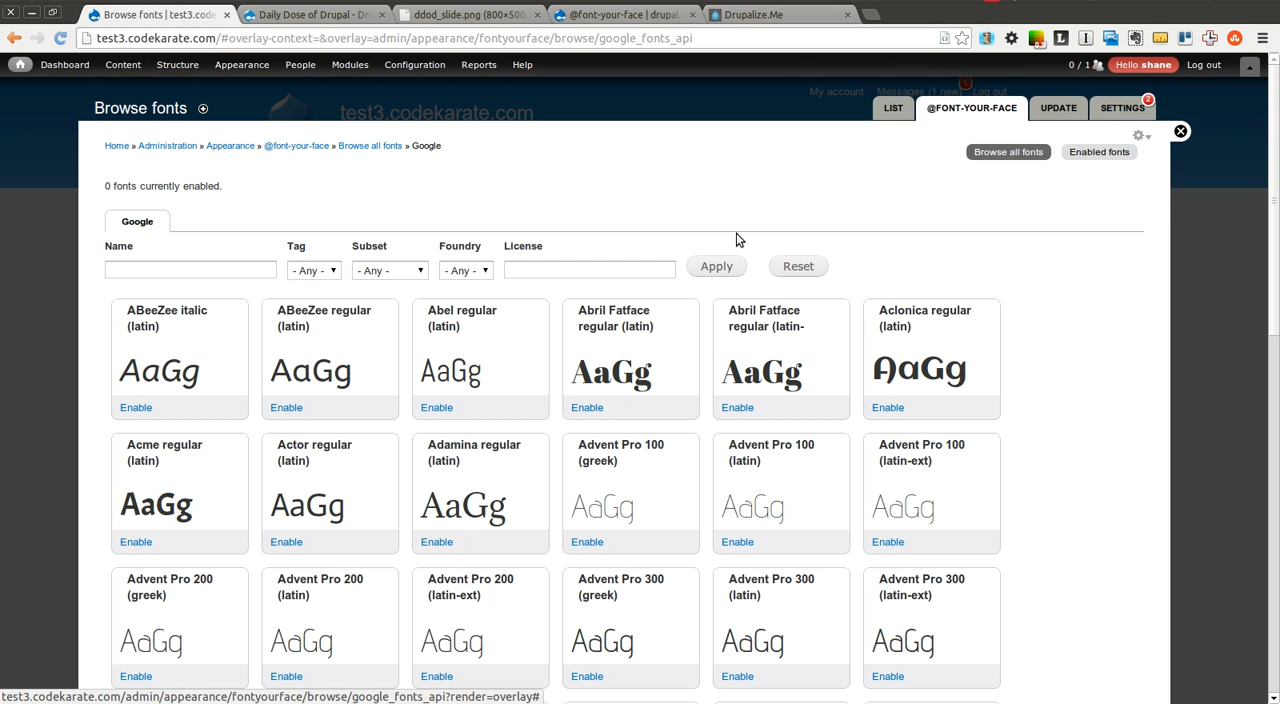 Browse fonts | test3.code
Daily Dose of Drupal - Dr
ddod_slide.png (800×500
@font-your-face | drupal.
Drupalize.Me
test3.codekarate.com/#overlay-context=&overlay=admin/appearance/fontyourface/browse/google_fonts_api
Dashboard Content Structure Appearance People Modules Configuration Reports Help 0 / 1 Hello shane Log out
My account Messages (1 new) 1 Log out
Browse fonts test3.codekarate.com LIST @FONT-YOUR-FACE UPDATE SETTINGS 2
Home » Administration » Appearance » @font-your-face » Browse all fonts » Google
Browse all fonts Enabled fonts
0 fonts currently enabled.
Google
Name Tag Subset Foundry License
- Any - - Any - - Any - Apply Reset
ABeeZee italic (latin)
AaGg
Enable
ABeeZee regular (latin)
AaGg
Enable
Abel regular (latin)
AaGg
Enable
Abril Fatface regular (latin)
AaGg
Enable
Abril Fatface regular (latin-
AaGg
Enable
Aclonica regular (latin)
AaGg
Enable
Acme regular (latin)
AaGg
Enable
Actor regular (latin)
AaGg
Enable
Adamina regular (latin)
AaGg
Enable
Advent Pro 100 (greek)
AaGg
Enable
Advent Pro 100 (latin)
AaGg
Enable
Advent Pro 100 (latin-ext)
AaGg
Enable
Advent Pro 200 (greek)
AaGg
Enable
Advent Pro 200 (latin)
AaGg
Enable
Advent Pro 200 (latin-ext)
AaGg
Enable
Advent Pro 300 (greek)
AaGg
Enable
Advent Pro 300 (latin)
AaGg
Enable
Advent Pro 300 (latin-ext)
AaGg
Enable
test3.codekarate.com/admin/appearance/fontyourface/browse/google_fonts_api?render=overlay#